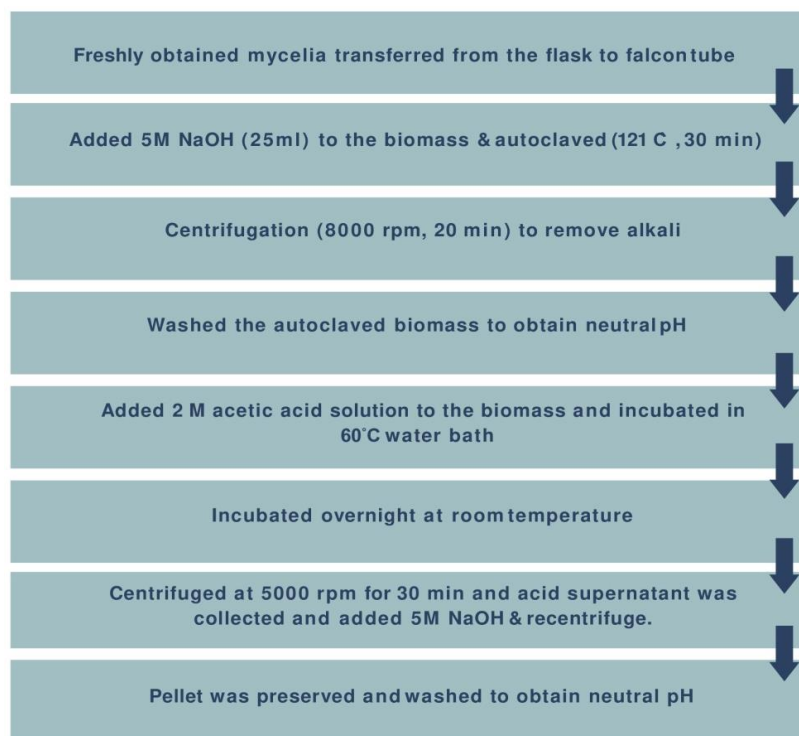 Freshly obtained mycelia transferred from the flask to falcon tube
Added 5M NaOH (25ml) to the biomass & autoclaved (121 C , 30 min)
Centrifugation (8000 rpm, 20 min) to remove alkali
Washed the autoclaved biomass to obtain neutral pH
Added 2 M acetic acid solution to the biomass and incubated in
60°C water bath
Incubated overnight at room temperature
Centrifuged at 5000 rpm for 30 min and acid supernatant was
collected and added 5M NaOH & recentrifuge.
Pellet was preserved and washed to obtain neutral pH